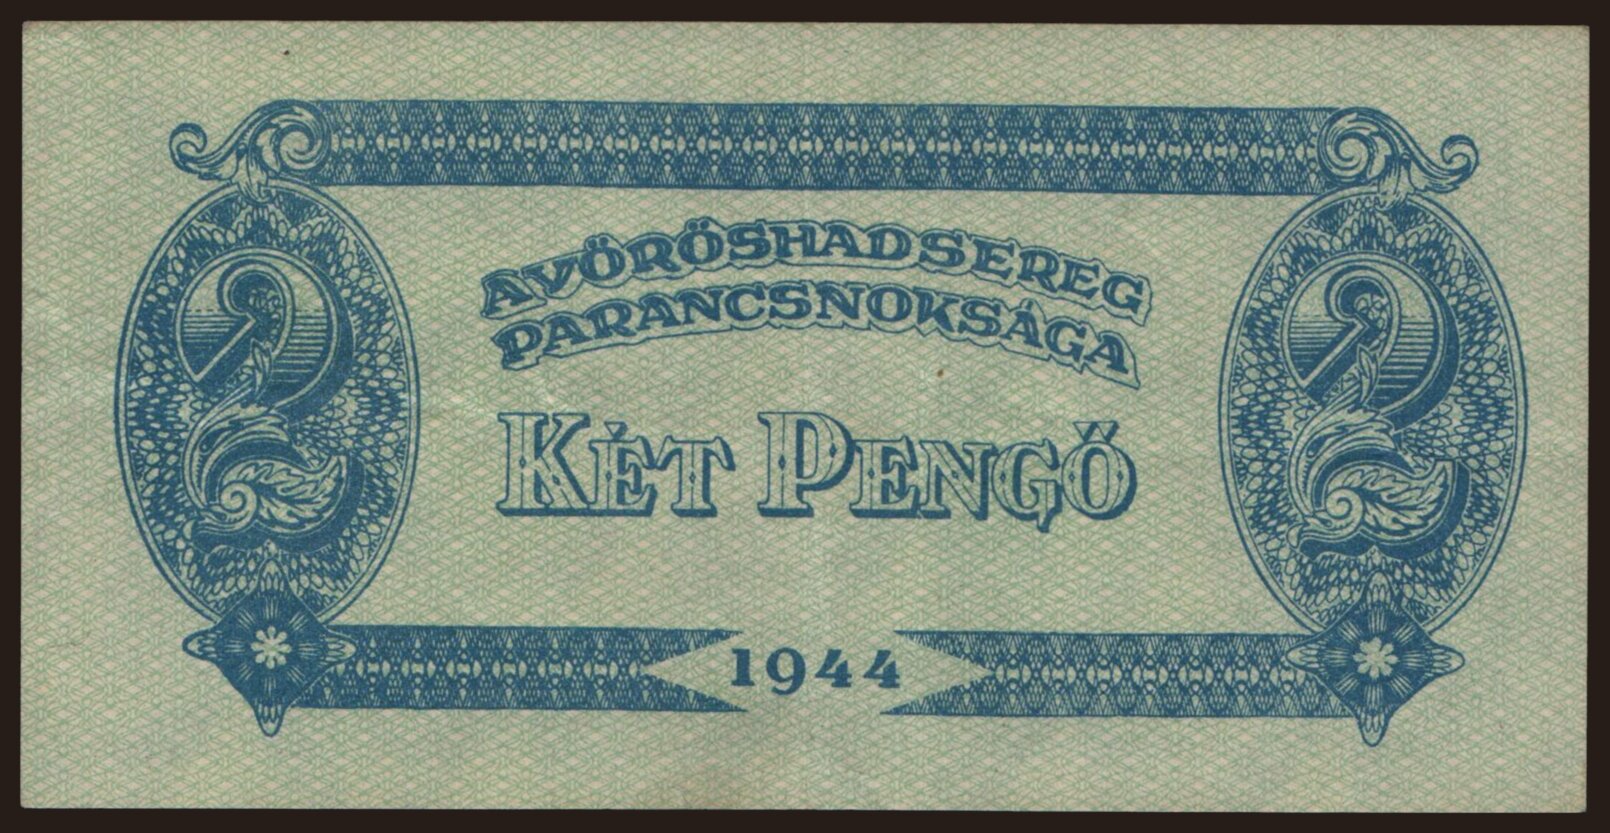 A VÖRÖSHADSEREG
PARANCSNOKSÁGA
2
2
KÉT PENGŐ
1944